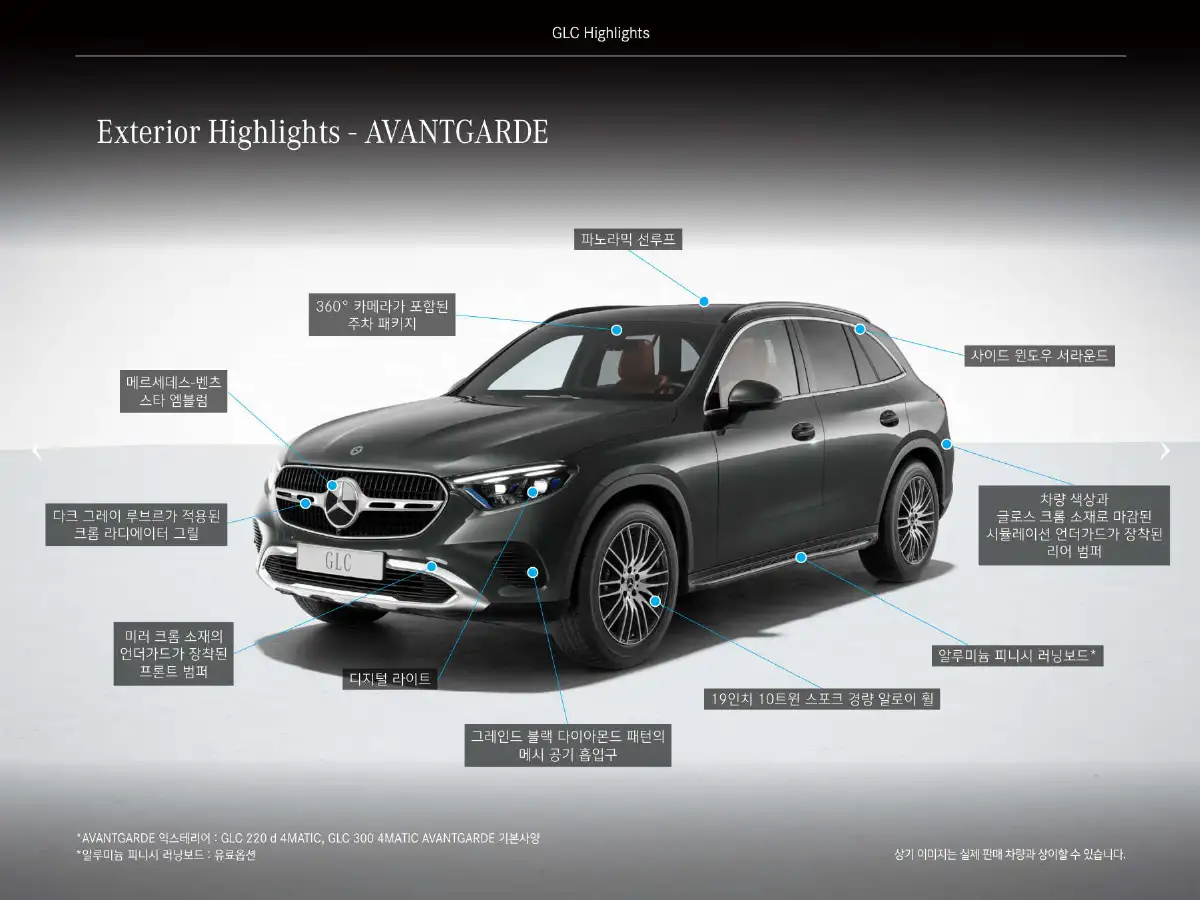 GLC Highlights
Exterior Highlights - AVANTGARDE
파노라믹 선루프
360° 카메라가 포함된
주차 패키지
사이드 윈도우 서라운드
메르세데스-벤츠
스타 엠블럼
다크 그레이 루브르가 적용된
크롬 라디에이터 그릴
차량 색상과
글로스 크롬 소재로 마감된
시뮬레이션 언더가드가 장착된
리어 범퍼
GLC
미러 크롬 소재의
언더가드가 장착된
프론트 범퍼
디지털 라이트
알루미늄 피니시 러닝보드*
19인치 10트윈 스포크 경량 알로이 휠
그레인드 블랙 다이아몬드 패턴의
메시 공기 흡입구
*AVANTGARDE 익스테리어 : GLC 220 d 4MATIC, GLC 300 4MATIC AVANTGARDE 기본사양
*알루미늄 피니시 러닝보드 : 유료옵션
상기 이미지는 실제 판매 차량과 상이할 수 있습니다.